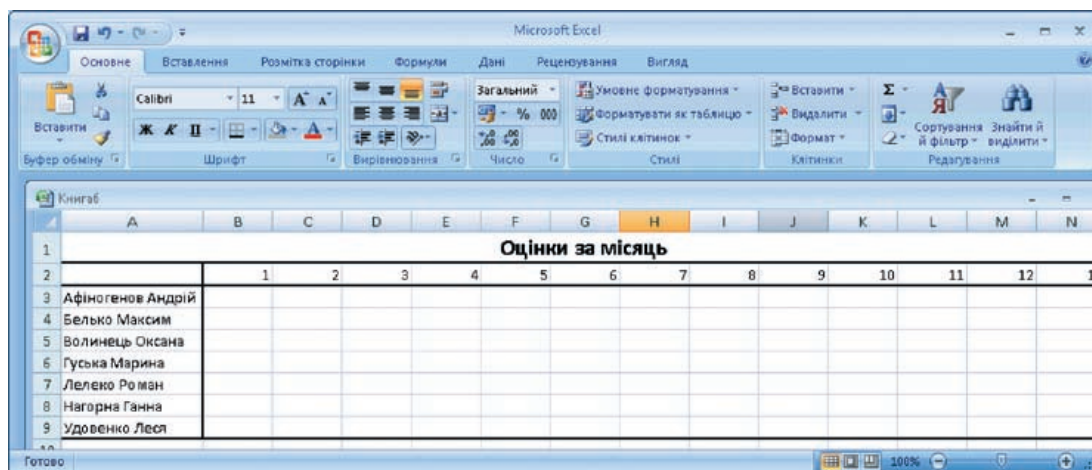 Microsoft Excel
Основне Вставлення Розмітка сторінки Формули Дані Рецензування Вигляд
Calibri 11 А А Загальний Умовне форматування Вставити Σ
Вставити Ж К П А % 000 Форматувати як таблицю Видалити Сортування й фільтр Знайти й виділити
,00 Стилі клітинок Формат
Буфер обміну Шрифт Вирівнювання Число Стилі Клітинки Редагування
Книга6
A B C D E F G H I J K L M N
1 Оцінки за місяць
2 1 2 3 4 5 6 7 8 9 10 11 12
3 Афіногенов Андрій
4 Белько Максим
5 Волинець Оксана
6 Гуська Марина
7 Лелеко Роман
8 Нагорна Ганна
9 Удовенко Леся
Готово 100%